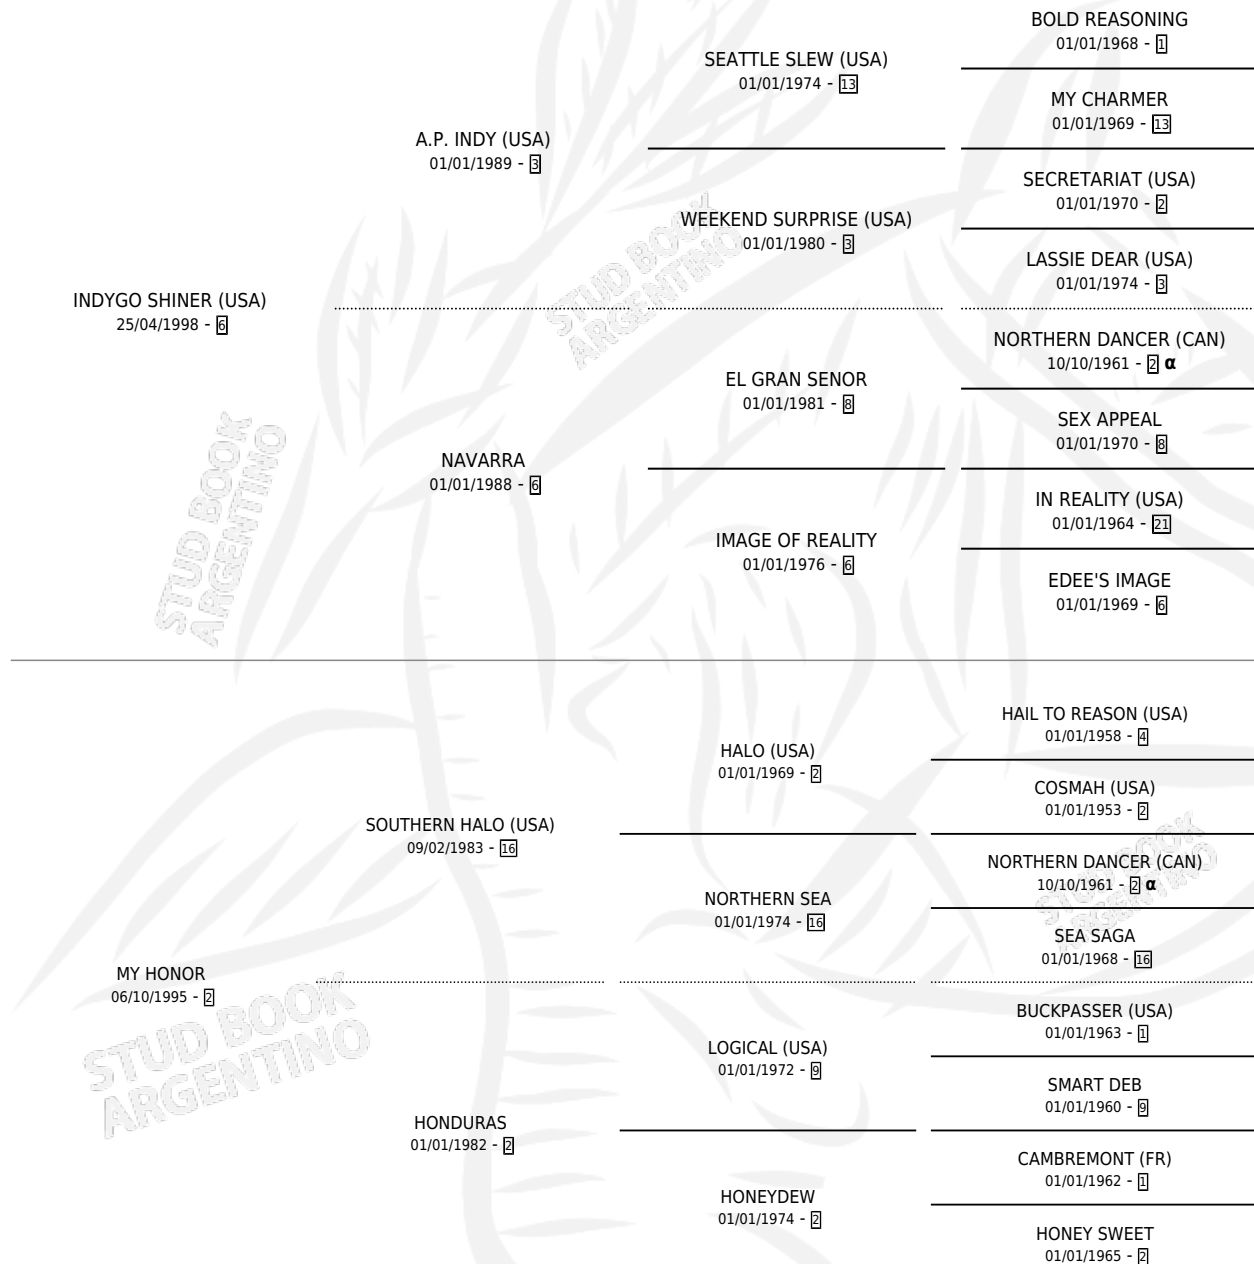 BOLD REASONING
01/01/1968 - 1
SEATTLE SLEW (USA)
01/01/1974 - 13
MY CHARMER
01/01/1969 - 13
A.P. INDY (USA)
01/01/1989 - 3
SECRETARIAT (USA)
01/01/1970 - 2
WEEKEND SURPRISE (USA)
01/01/1980 - 3
LASSIE DEAR (USA)
01/01/1974 - 3
INDYGO SHINER (USA)
25/04/1998 - 6
NORTHERN DANCER (CAN)
10/10/1961 - 2 α
EL GRAN SENOR
01/01/1981 - 8
SEX APPEAL
01/01/1970 - 8
NAVARRA
01/01/1988 - 6
IN REALITY (USA)
01/01/1964 - 21
IMAGE OF REALITY
01/01/1976 - 6
EDEE'S IMAGE
01/01/1969 - 6
HAIL TO REASON (USA)
01/01/1958 - 4
HALO (USA)
01/01/1969 - 2
COSMAH (USA)
01/01/1953 - 2
SOUTHERN HALO (USA)
09/02/1983 - 16
NORTHERN DANCER (CAN)
10/10/1961 - 2 α
NORTHERN SEA
01/01/1974 - 16
SEA SAGA
01/01/1968 - 16
MY HONOR
06/10/1995 - 2
BUCKPASSER (USA)
01/01/1963 - 1
LOGICAL (USA)
01/01/1972 - 9
SMART DEB
01/01/1960 - 9
HONDURAS
01/01/1982 - 2
CAMBREMONT (FR)
01/01/1962 - 1
HONEYDEW
01/01/1974 - 2
HONEY SWEET
01/01/1965 - 2
STUD BOOK
ARGENTINO
STUD BOOK
ARGENTINO
STUD BOOK
ARGENTINO
STUD BOOK
ARGENTINO